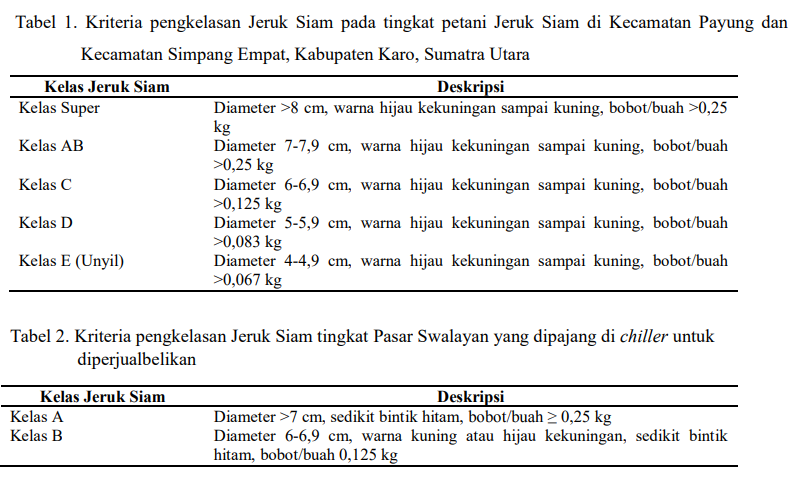 Tabel 1. Kriteria pengkelasan Jeruk Siam pada tingkat petani Jeruk Siam di Kecamatan Payung dan
Kecamatan Simpang Empat, Kabupaten Karo, Sumatra Utara
Kelas Jeruk Siam Deskripsi
Kelas Super Diameter >8 cm, warna hijau kekuningan sampai kuning, bobot/buah >0,25
kg
Kelas AB Diameter 7-7,9 cm, warna hijau kekuningan sampai kuning, bobot/buah
>0,25 kg
Kelas C Diameter 6-6,9 cm, warna hijau kekuningan sampai kuning, bobot/buah
>0,125 kg
Kelas D Diameter 5-5,9 cm, warna hijau kekuningan sampai kuning, bobot/buah
>0,083 kg
Kelas E (Unyil) Diameter 4-4,9 cm, warna hijau kekuningan sampai kuning, bobot/buah
>0,067 kg
Tabel 2. Kriteria pengkelasan Jeruk Siam tingkat Pasar Swalayan yang dipajang di chiller untuk
diperjualbelikan
Kelas Jeruk Siam Deskripsi
Kelas A Diameter >7 cm, sedikit bintik hitam, bobot/buah ≥ 0,25 kg
Kelas B Diameter 6-6,9 cm, warna kuning atau hijau kekuningan, sedikit bintik
hitam, bobot/buah 0,125 kg